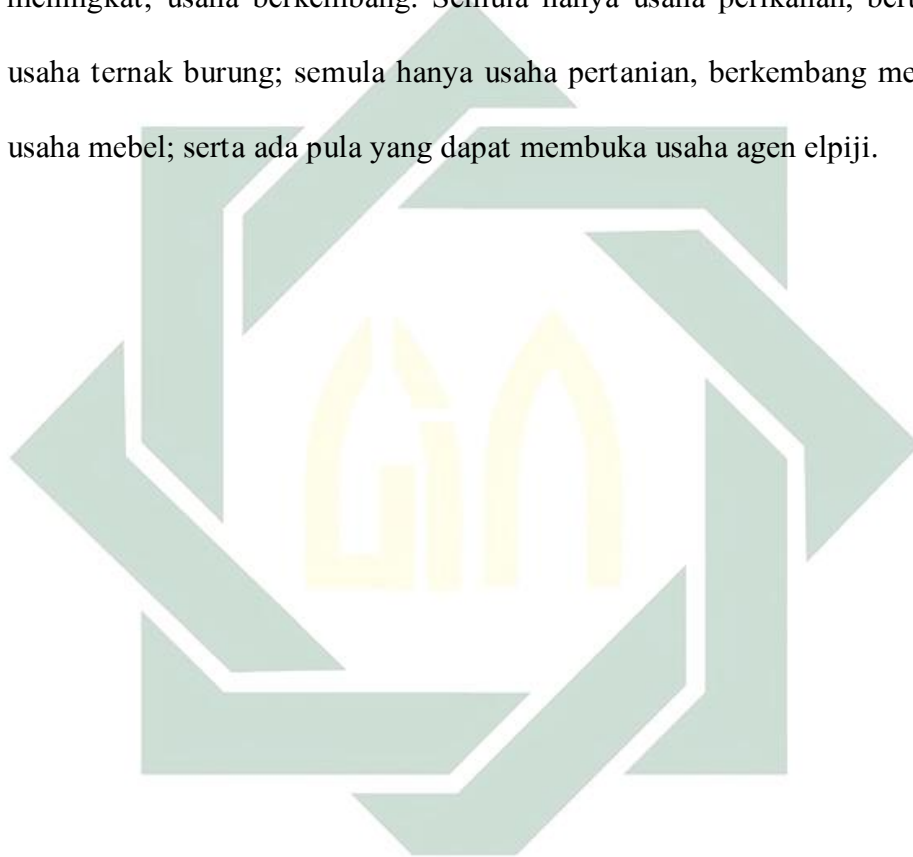 meningkat, usaha berkembang. Semula hanya usaha perikanan,
usaha ternak burung; semula hanya usaha pertanian, berkembang
usaha mebel; serta ada pula yang dapat membuka usaha agen elpiji.